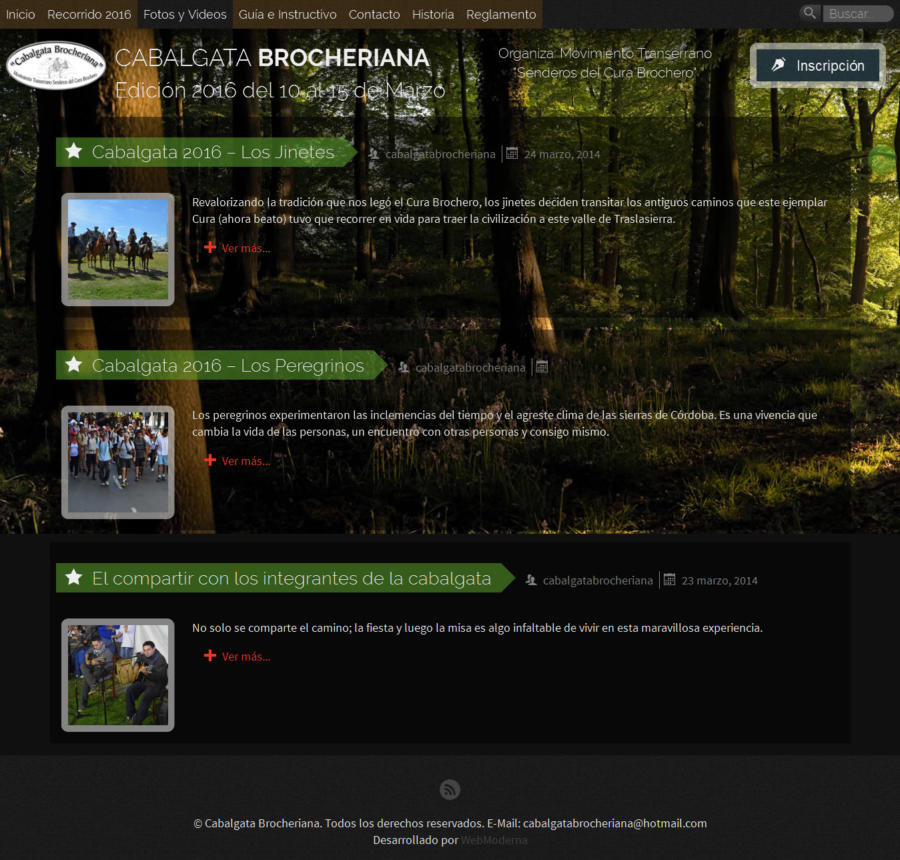 Inicio Recorrido 2016 Fotos y Videos Guía e Instructivo Contacto Historia Reglamento Buscar...
"Cabalgata Brocheriana"
CABALGATA BROCHERIANA
Edición 2016 del 10 al 15 de Marzo
Organiza: Movimiento Transerrano
"Senderos del Cura Brochero"
Inscripción
Cabalgata 2016 – Los Jinetes cabalgatabrocheriana 24 marzo, 2014
Revalorizando la tradición que nos legó el Cura Brochero, los jinetes deciden transitar los antiguos caminos que este ejemplar
Cura (ahora beato) tuvo que recorrer en vida para traer la civilización a este valle de Traslasierra.
Ver más...
Cabalgata 2016 – Los Peregrinos cabalgatabrocheriana
Los peregrinos experimentaron las inclemencias del tiempo y el agreste clima de las sierras de Córdoba. Es una vivencia que
cambia la vida de las personas, un encuentro con otras personas y consigo mismo.
Ver más...
El compartir con los integrantes de la cabalgata cabalgatabrocheriana 23 marzo, 2014
No solo se comparte el camino; la fiesta y luego la misa es algo infaltable de vivir en esta maravillosa experiencia.
Ver más...
© Cabalgata Brocheriana. Todos los derechos reservados. E-Mail: cabalgatabrocheriana@hotmail.com
Desarrollado por WebModerna